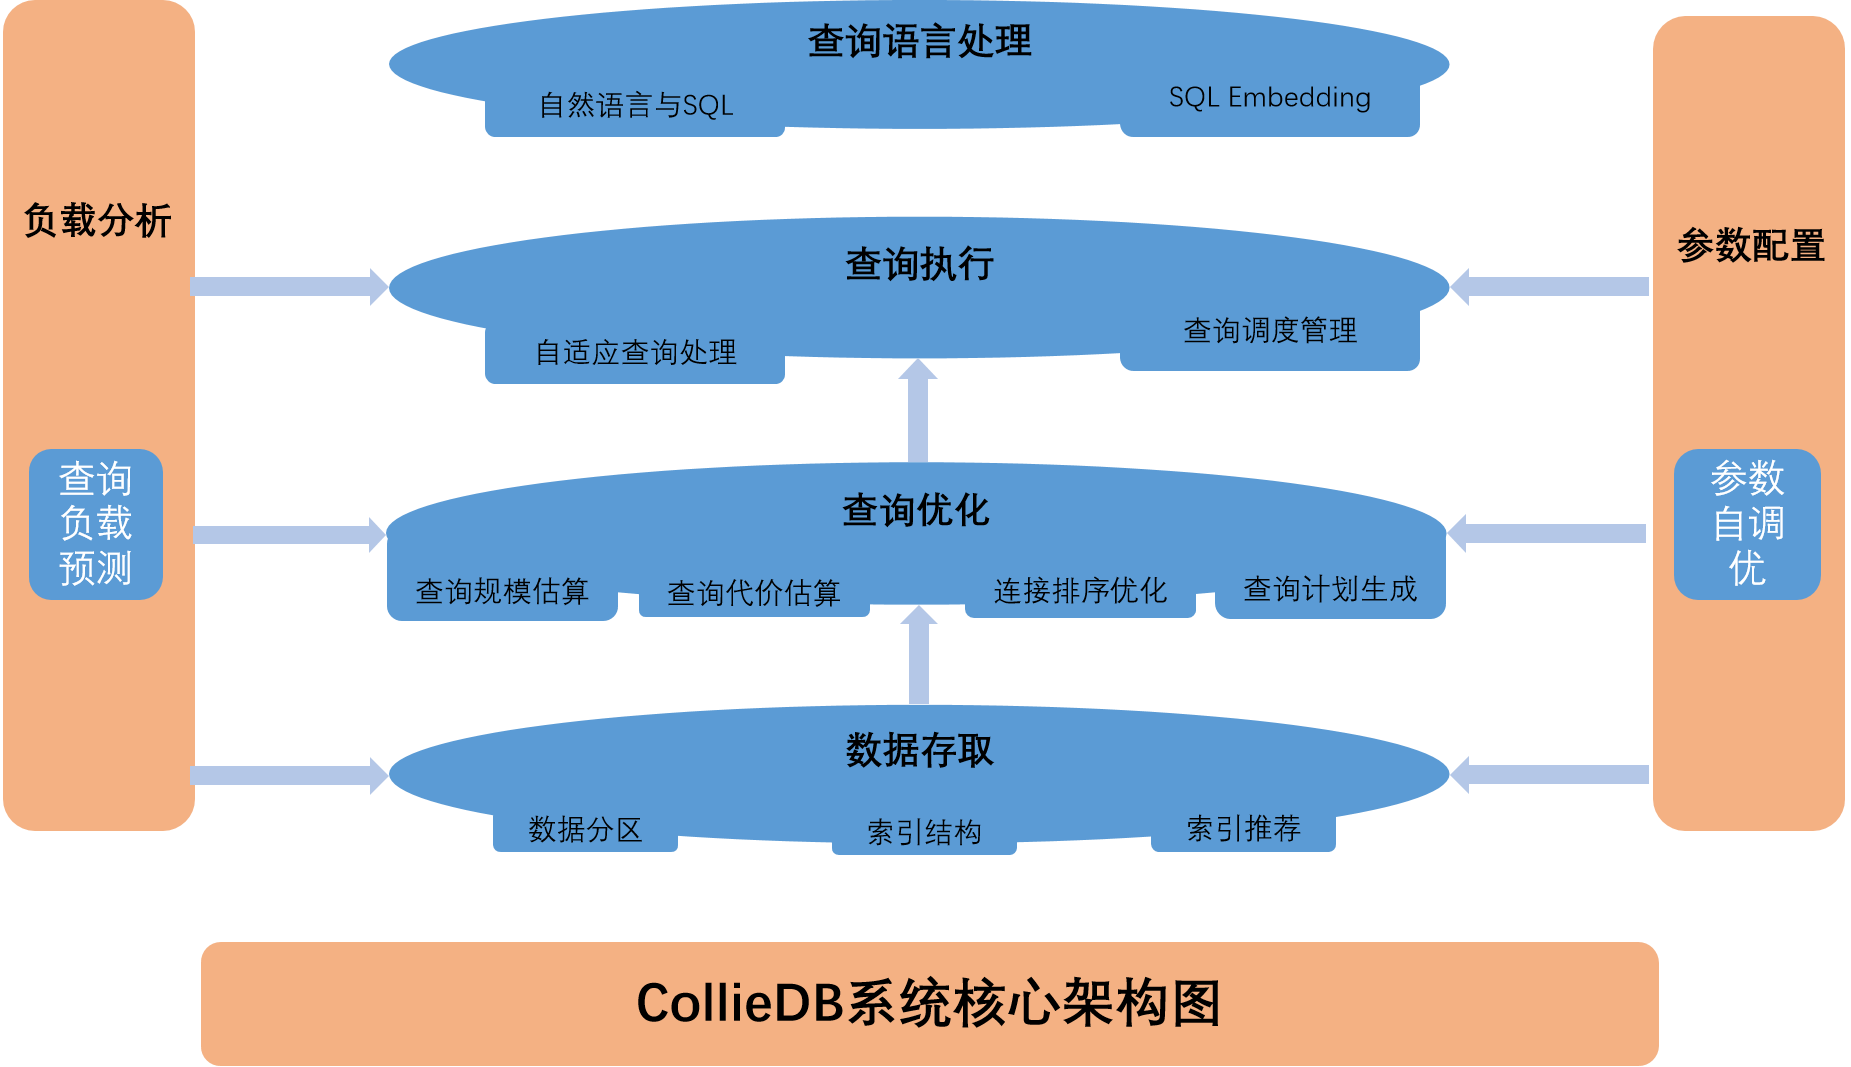 查询语言处理
自然语言与SQL
SQL Embedding
负载分析
查询
负载
预测
查询执行
自适应查询处理
查询调度管理
查询优化
查询规模估算
查询代价估算
连接排序优化
查询计划生成
数据存取
数据分区
索引结构
索引推荐
参数配置
参数
自调
优
CollieDB系统核心架构图